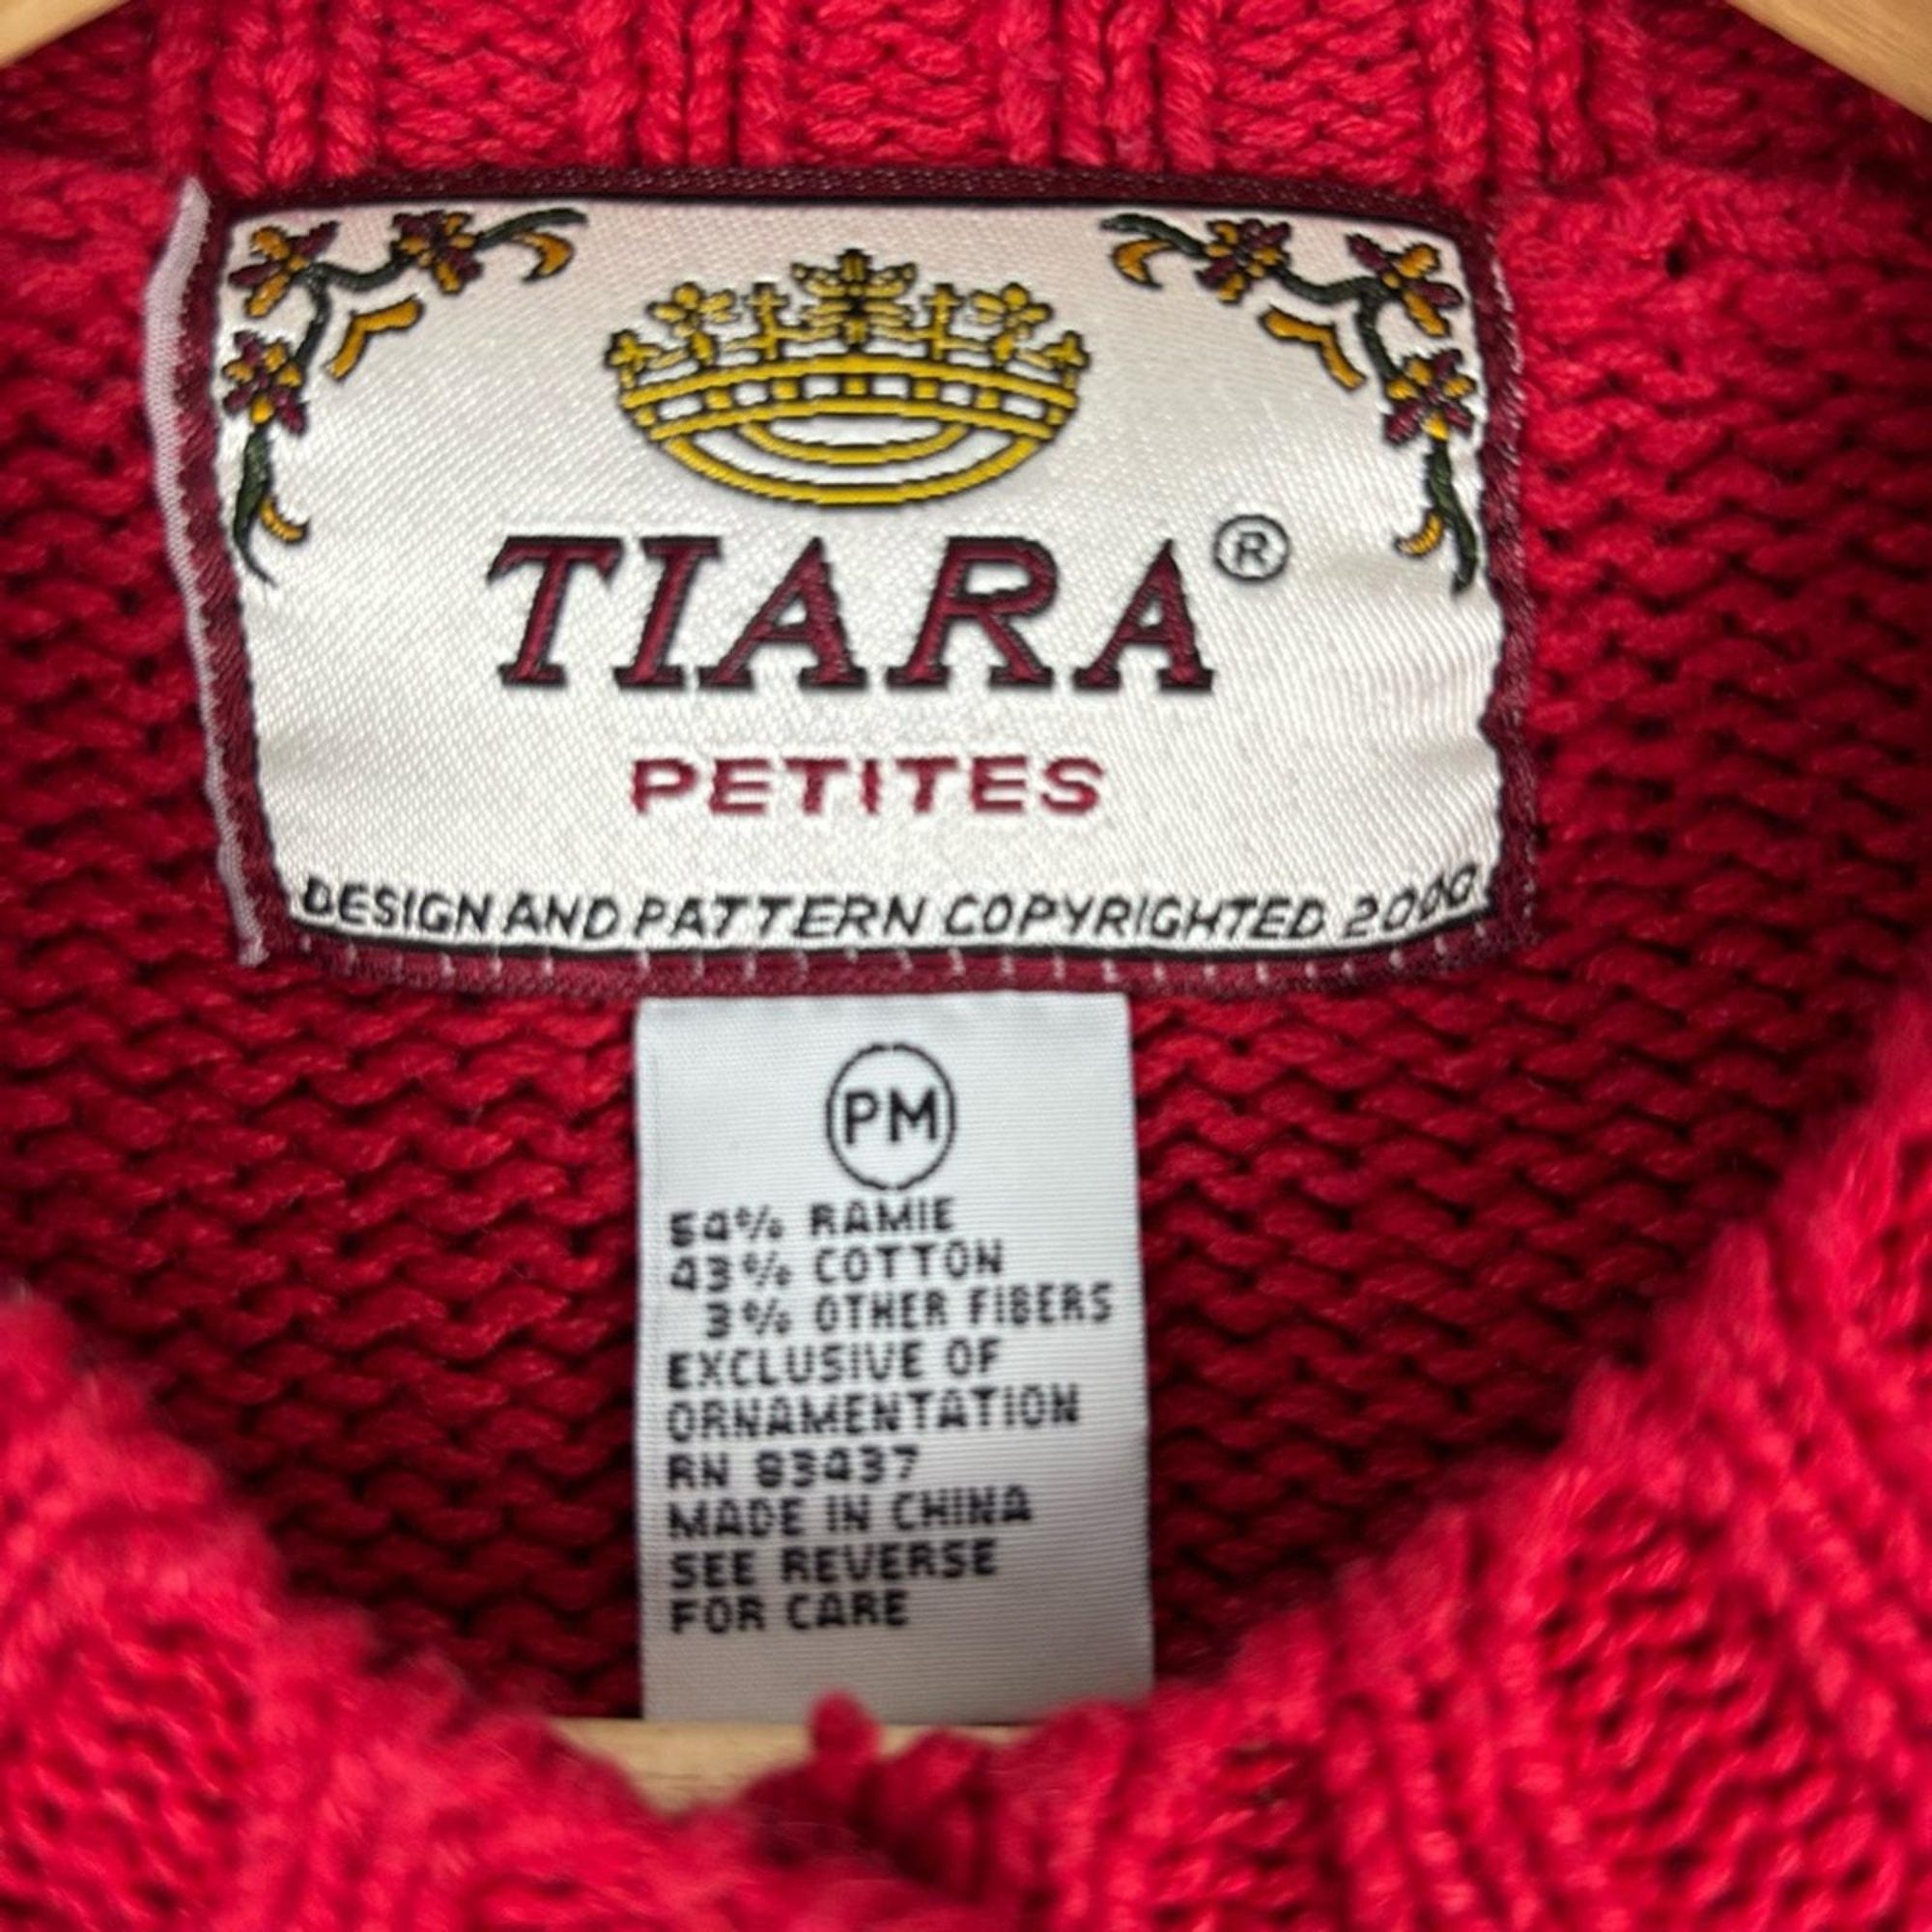 TIARA®
PETITES
DESIGN AND PATTERN COPYRIGHTED 2000
PM
54% RAMIE
43% COTTON
3% OTHER FIBERS
EXCLUSIVE OF
ORNAMENTATION
RN 83437
MADE IN CHINA
SEE REVERSE
FOR CARE